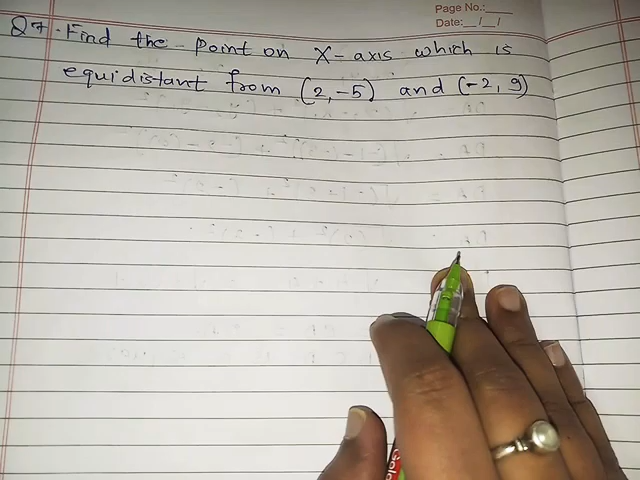 Page No.:
Date: / /
Q7. Find the point on X-axis which is
equidistant from (2,-5) and (-2, 9)